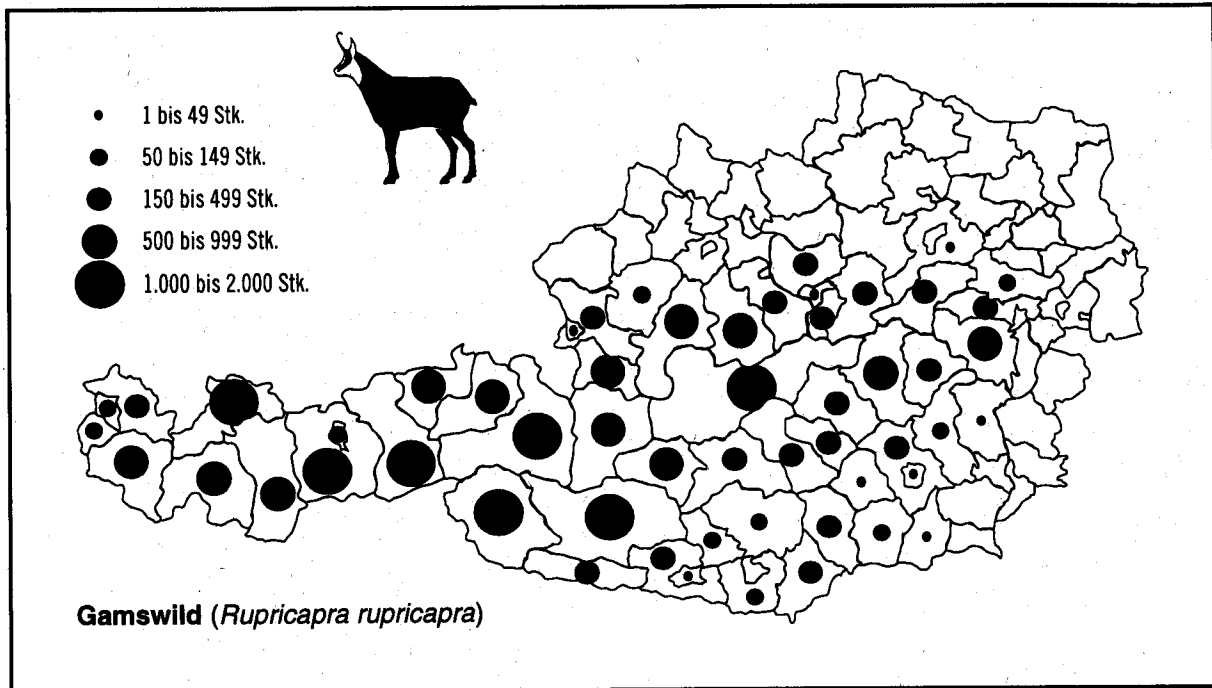 1 bis 49 Stk.
50 bis 149 Stk.
150 bis 499 Stk.
500 bis 999 Stk.
1.000 bis 2.000 Stk.
Gamswild (Rupricapra rupricapra)